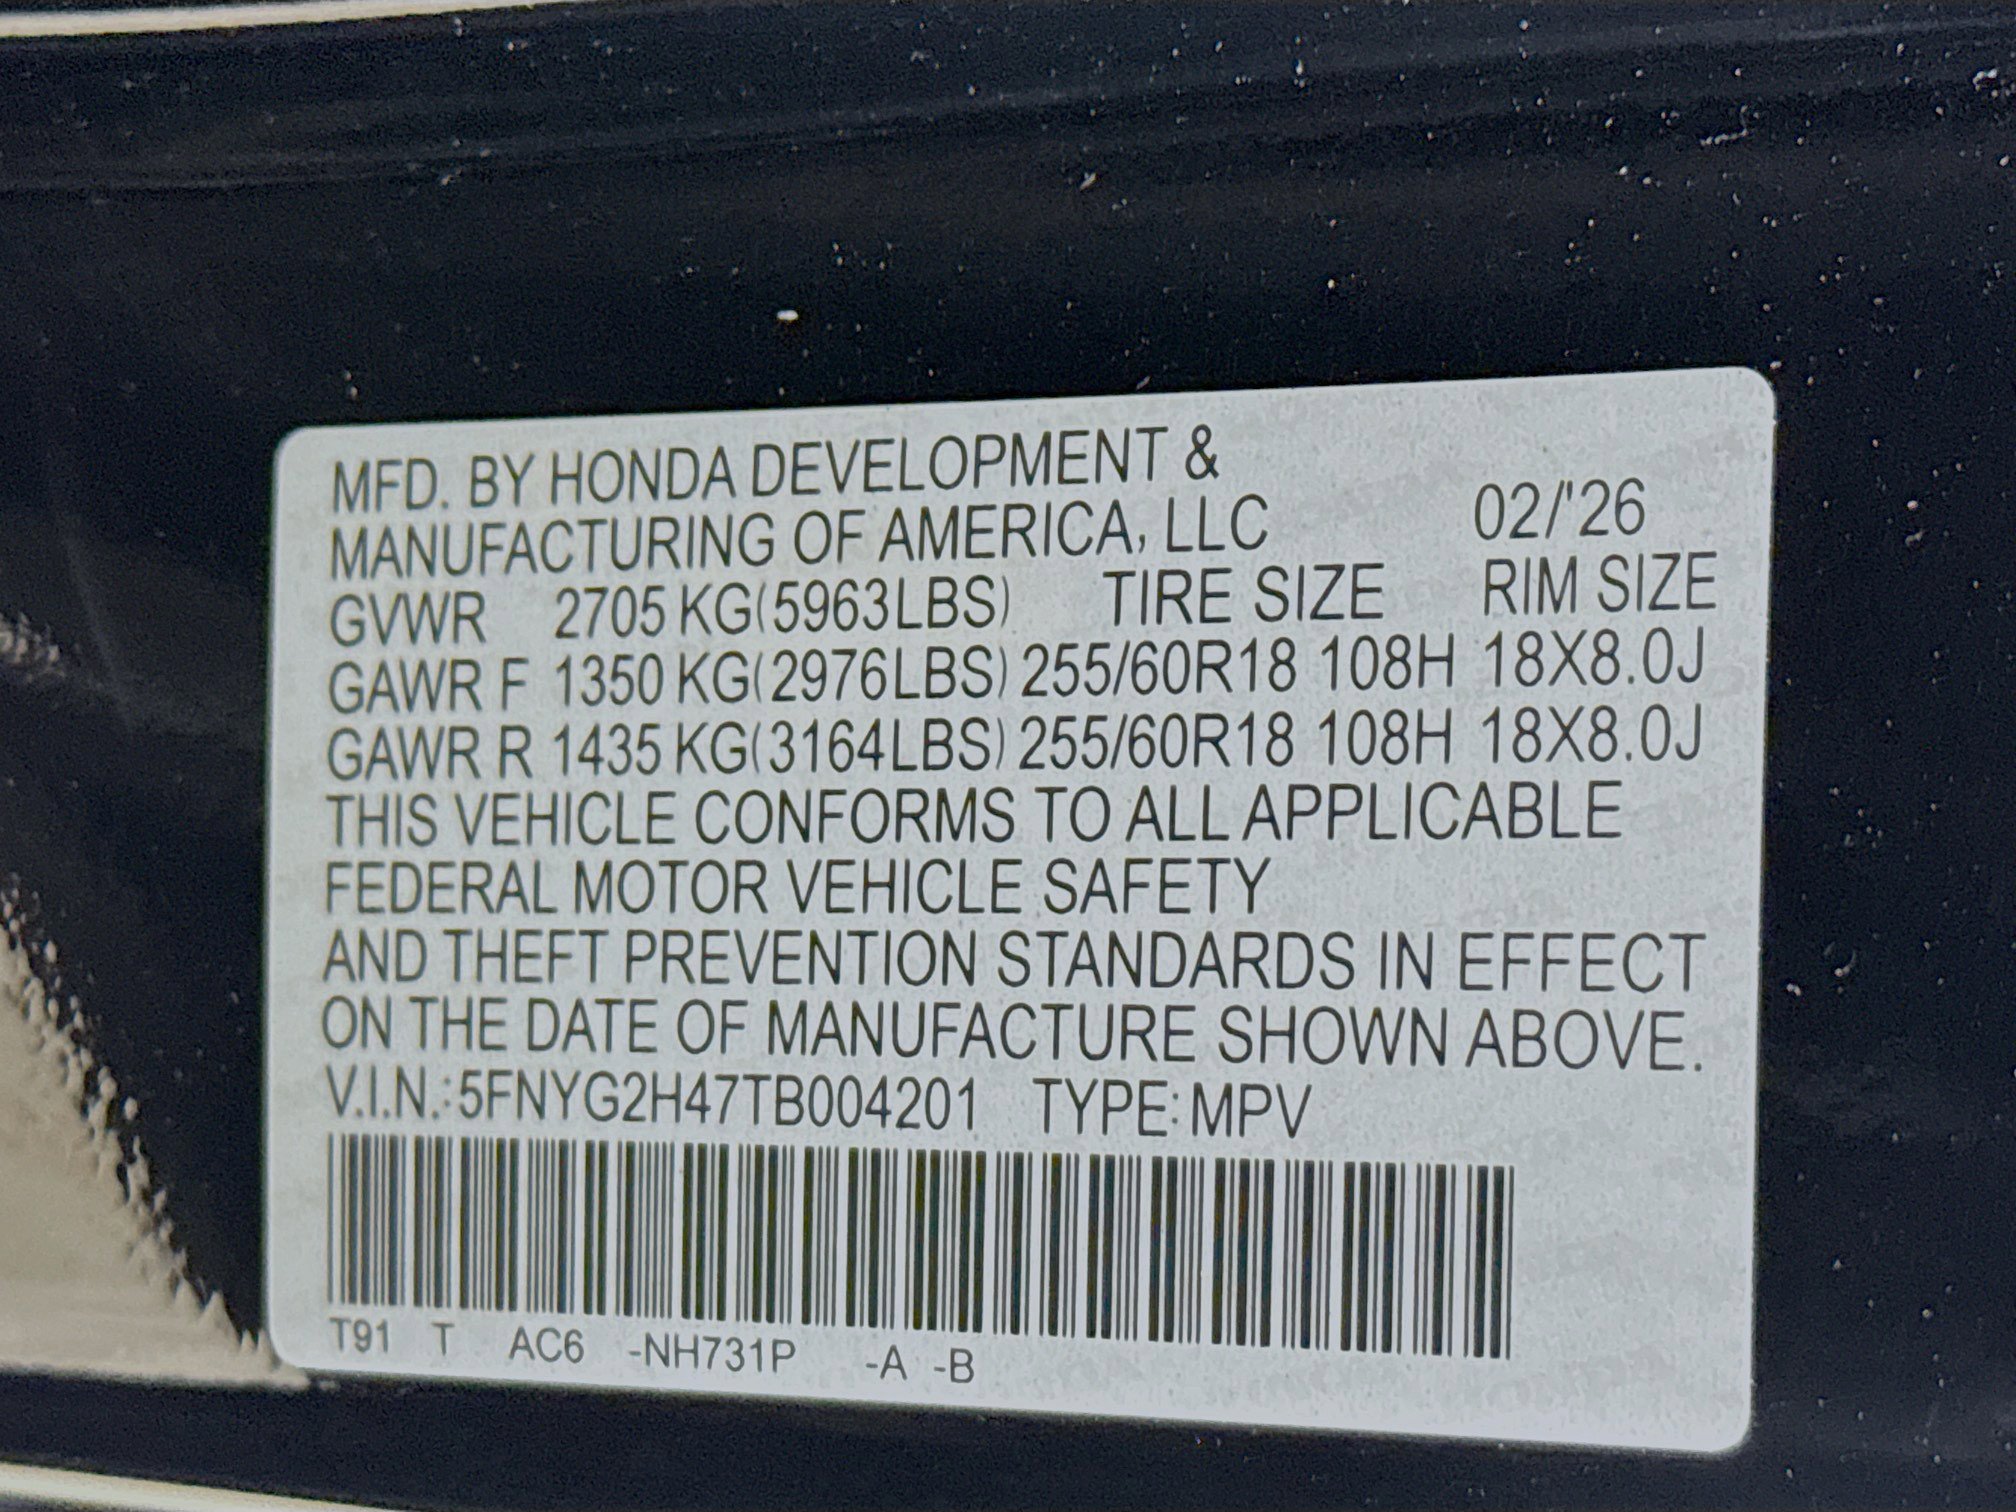 MFD. BY HONDA DEVELOPMENT &
MANUFACTURING OF AMERICA, LLC 02/'26
GVWR 2705 KG(5963LBS) TIRE SIZE RIM SIZE
GAWR F 1350 KG(2976LBS) 255/60R18 108H 18X8.0J
GAWR R 1435 KG(3164LBS) 255/60R18 108H 18X8.0J
THIS VEHICLE CONFORMS TO ALL APPLICABLE
FEDERAL MOTOR VEHICLE SAFETY
AND THEFT PREVENTION STANDARDS IN EFFECT
ON THE DATE OF MANUFACTURE SHOWN ABOVE.
V.I.N.:5FNYG2H47TB004201 TYPE:MPV
T91 T AC6 -NH731P -A -B